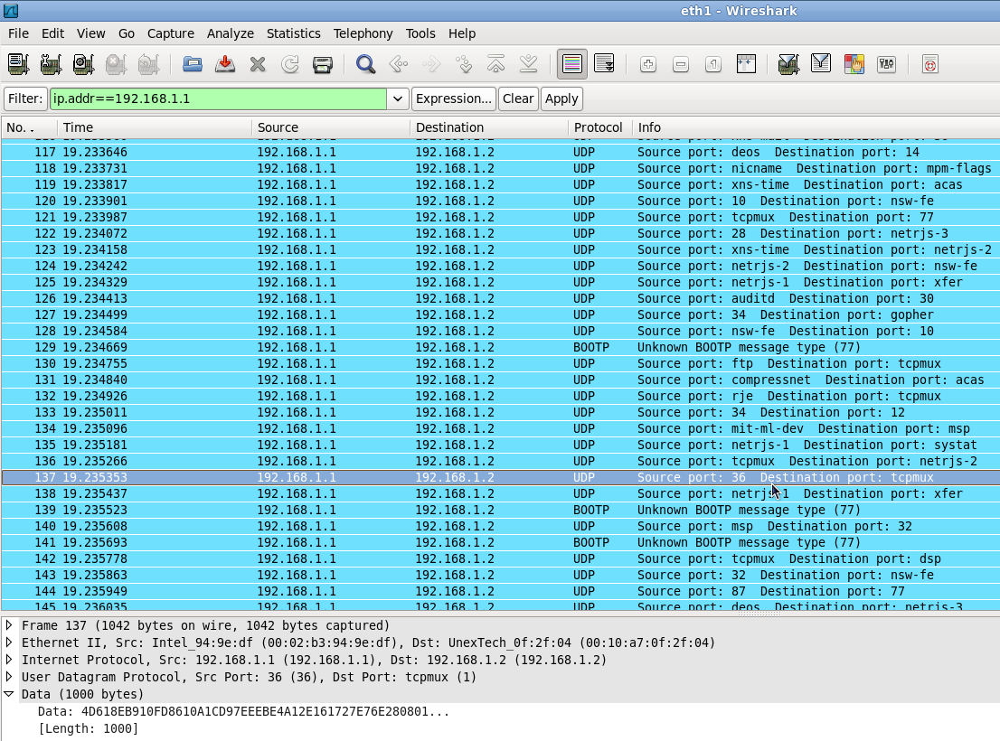 eth1 - Wireshark
File Edit View Go Capture Analyze Statistics Telephony Tools Help
Filter: ip.addr==192.168.1.1 Expression... Clear Apply
No. . Time Source Destination Protocol Info
117 19.233646 192.168.1.1 192.168.1.2 UDP Source port: deos Destination port: 14
118 19.233731 192.168.1.1 192.168.1.2 UDP Source port: nicname Destination port: mpm-flags
119 19.233817 192.168.1.1 192.168.1.2 UDP Source port: xns-time Destination port: acas
120 19.233901 192.168.1.1 192.168.1.2 UDP Source port: 10 Destination port: nsw-fe
121 19.233987 192.168.1.1 192.168.1.2 UDP Source port: tcpmux Destination port: 77
122 19.234072 192.168.1.1 192.168.1.2 UDP Source port: 28 Destination port: netrjs-3
123 19.234158 192.168.1.1 192.168.1.2 UDP Source port: xns-time Destination port: netrjs-2
124 19.234242 192.168.1.1 192.168.1.2 UDP Source port: netrjs-2 Destination port: nsw-fe
125 19.234329 192.168.1.1 192.168.1.2 UDP Source port: netrjs-1 Destination port: xfer
126 19.234413 192.168.1.1 192.168.1.2 UDP Source port: auditd Destination port: 30
127 19.234499 192.168.1.1 192.168.1.2 UDP Source port: 34 Destination port: gopher
128 19.234584 192.168.1.1 192.168.1.2 UDP Source port: nsw-fe Destination port: 10
129 19.234669 192.168.1.1 192.168.1.2 BOOTP Unknown BOOTP message type (77)
130 19.234755 192.168.1.1 192.168.1.2 UDP Source port: ftp Destination port: tcpmux
131 19.234840 192.168.1.1 192.168.1.2 UDP Source port: compressnet Destination port: acas
132 19.234926 192.168.1.1 192.168.1.2 UDP Source port: rje Destination port: tcpmux
133 19.235011 192.168.1.1 192.168.1.2 UDP Source port: 34 Destination port: 12
134 19.235096 192.168.1.1 192.168.1.2 UDP Source port: mit-ml-dev Destination port: msp
135 19.235181 192.168.1.1 192.168.1.2 UDP Source port: netrjs-1 Destination port: systat
136 19.235266 192.168.1.1 192.168.1.2 UDP Source port: tcpmux Destination port: netrjs-2
137 19.235353 192.168.1.1 192.168.1.2 UDP Source port: 36 Destination port: tcpmux
138 19.235437 192.168.1.1 192.168.1.2 UDP Source port: netrjs-1 Destination port: xfer
139 19.235523 192.168.1.1 192.168.1.2 BOOTP Unknown BOOTP message type (77)
140 19.235608 192.168.1.1 192.168.1.2 UDP Source port: msp Destination port: 32
141 19.235693 192.168.1.1 192.168.1.2 BOOTP Unknown BOOTP message type (77)
142 19.235778 192.168.1.1 192.168.1.2 UDP Source port: tcpmux Destination port: dsp
143 19.235863 192.168.1.1 192.168.1.2 UDP Source port: 32 Destination port: nsw-fe
144 19.235949 192.168.1.1 192.168.1.2 UDP Source port: 87 Destination port: 77
145 19.236035 192.168.1.1 192.168.1.2 UDP Source port: deos Destination port: netrjs-3
Frame 137 (1042 bytes on wire, 1042 bytes captured)
Ethernet II, Src: Intel_94:9e:df (00:02:b3:94:9e:df), Dst: UnexTech_0f:2f:04 (00:10:a7:0f:2f:04)
Internet Protocol, Src: 192.168.1.1 (192.168.1.1), Dst: 192.168.1.2 (192.168.1.2)
User Datagram Protocol, Src Port: 36 (36), Dst Port: tcpmux (1)
Data (1000 bytes)
Data: 4D618EB910FD8610A1CD97EEEBE4A12E161727E76E280801...
[Length: 1000]